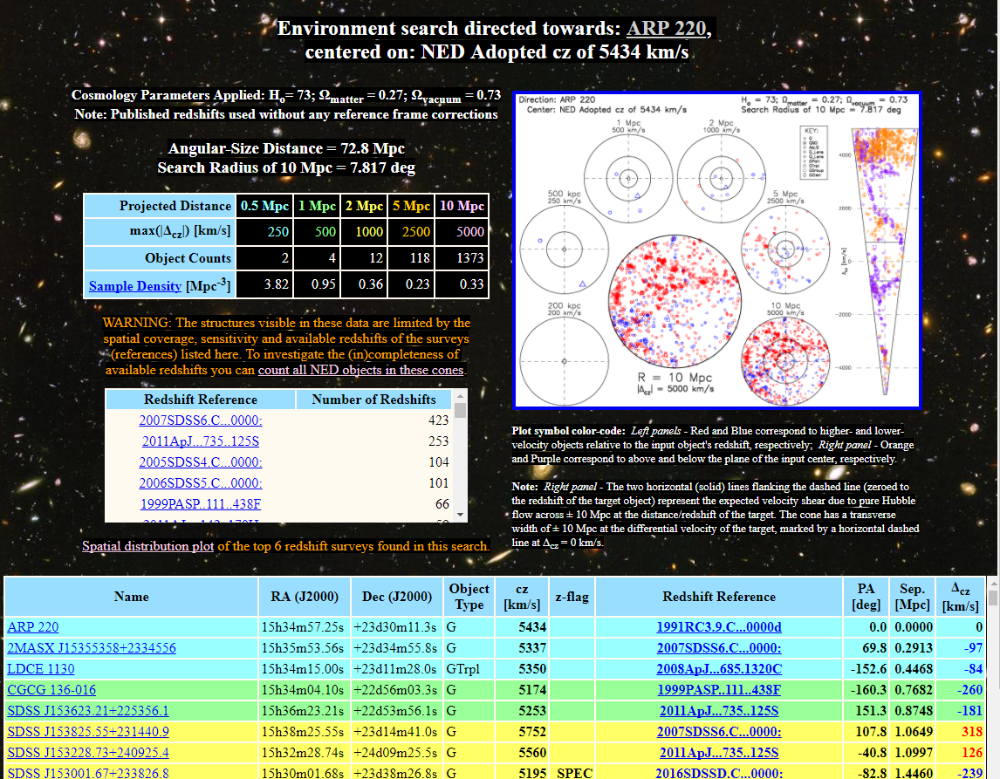 Environment search directed towards: ARP 220,
centered on: NED Adopted cz of 5434 km/s
Cosmology Parameters Applied: Ho= 73; Ωmatter = 0.27; Ωvacuum = 0.73
Note: Published redshifts used without any reference frame corrections
Angular-Size Distance = 72.8 Mpc
Search Radius of 10 Mpc = 7.817 deg
Projected Distance 0.5 Mpc 1 Mpc 2 Mpc 5 Mpc 10 Mpc
max(|Δcz|) [km/s] 250 500 1000 2500 5000
Object Counts 2 4 12 118 1373
Sample Density [Mpc-3] 3.82 0.95 0.36 0.23 0.33
WARNING: The structures visible in these data are limited by the
spatial coverage, sensitivity and available redshifts of the surveys
(references) listed here. To investigate the (in)completeness of
available redshifts you can count all NED objects in these cones.
Redshift Reference Number of Redshifts
2007SDSS6.C...0000: 423
2011ApJ...735..125S 253
2005SDSS4.C...0000: 104
2006SDSS5.C...0000: 101
1999PASP..111..438F 66
Spatial distribution plot of the top 6 redshift surveys found in this search.
Direction: ARP 220
Center: NED Adopted cz of 5434 km/s
Ho = 73; Ωmatter = 0.27; Ωvacuum = 0.73
Search Radius of 10 Mpc = 7.817 deg
1 Mpc
500 km/s
2 Mpc
1000 km/s
KEY:
500 kpc
250 km/s
5 Mpc
2500 km/s
200 kpc
200 km/s
10 Mpc
5000 km/s
R = 10 Mpc
|Δcz| = 5000 km/s
4000
2000
0
-2000
-4000
Δcz [km/s]
Plot symbol color-code: Left panels - Red and Blue correspond to higher- and lower-
velocity objects relative to the input object's redshift, respectively; Right panel - Orange
and Purple correspond to above and below the plane of the input center, respectively.
Note: Right panel - The two horizontal (solid) lines flanking the dashed line (zeroed to
the redshift of the target object) represent the expected velocity shear due to pure Hubble
flow across ± 10 Mpc at the distance/redshift of the target. The cone has a transverse
width of ± 10 Mpc at the differential velocity of the target, marked by a horizontal dashed
line at Δcz = 0 km/s.
Name RA (J2000) Dec (J2000) Object Type cz [km/s] z-flag Redshift Reference PA [deg] Sep. [Mpc] Δcz [km/s]
ARP 220 15h34m57.25s +23d30m11.3s G 5434 1991RC3.9.C...0000d 0.0 0.0000 0
2MASX J15355358+2334556 15h35m53.56s +23d34m55.8s G 5337 2007SDSS6.C...0000: 69.8 0.2913 -97
LDCE 1130 15h34m15.00s +23d11m28.0s GTrpl 5350 2008ApJ...685.1320C -152.6 0.4468 -84
CGCG 136-016 15h34m04.10s +22d56m03.3s G 5174 1999PASP..111..438F -160.3 0.7682 -260
SDSS J153623.21+225356.1 15h36m23.21s +22d53m56.1s G 5253 2011ApJ...735..125S 151.3 0.8748 -181
SDSS J153825.55+231440.9 15h38m25.55s +23d14m41.0s G 5752 2007SDSS6.C...0000: 107.8 1.0649 318
SDSS J153228.73+240925.4 15h32m28.74s +24d09m25.5s G 5560 2011ApJ...735..125S -40.8 1.0997 126
SDSS J153001.67+233826.8 15h30m01.68s +23d38m26.8s G 5195 SPEC 2016SDSSD.C...0000: -82.8 1.4460 -239